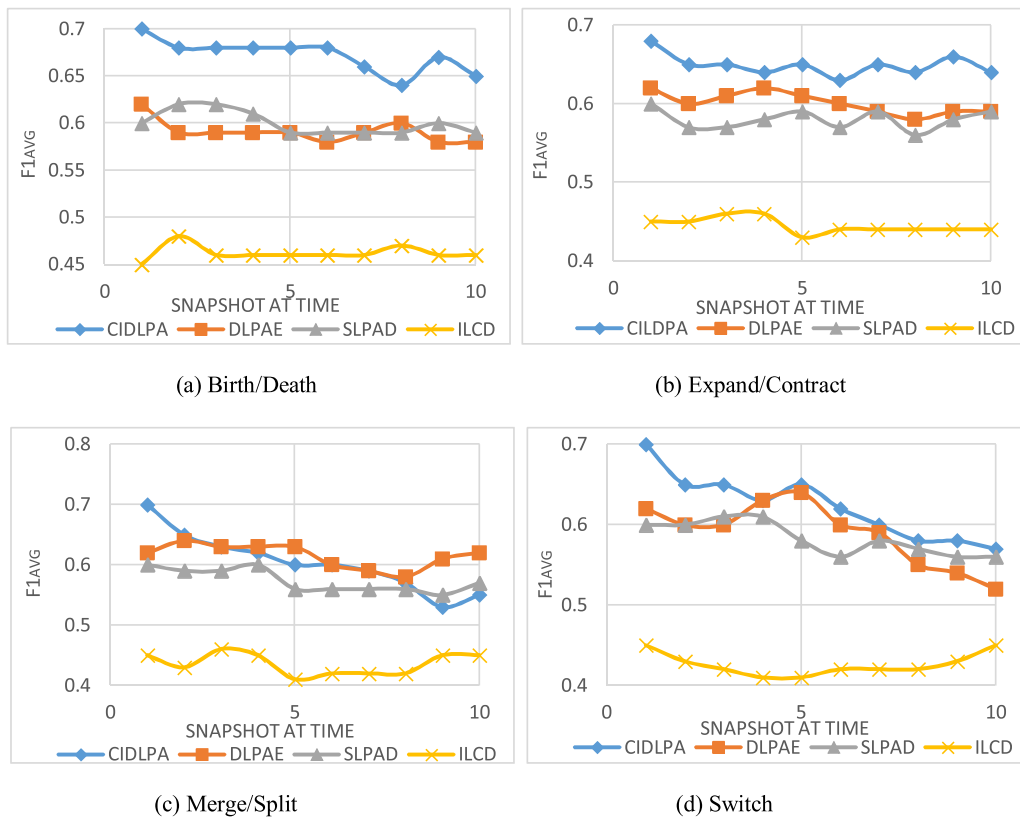 0.7
0.65
0.6
0.55
0.5
0.45
F1AVG
0 5 10
SNAPSHOT AT TIME
CIDLPA DLPAE SLPAD ILCD
(a) Birth/Death
0.7
0.6
0.5
0.4
F1AVG
0 5 10
SNAPSHOT AT TIME
CILDPA DLPAE SLPAD ILCD
(b) Expand/Contract
0.8
0.7
0.6
0.5
0.4
F1AVG
0 5 10
SNAPSHOT AT TIME
CIDLPA DLPAE SLPAD ILCD
(c) Merge/Split
0.7
0.6
0.5
0.4
F1AVG
0 5 10
SNAPSHOT AT TIME
CIDLPA DLPAE SLPAD ILCD
(d) Switch